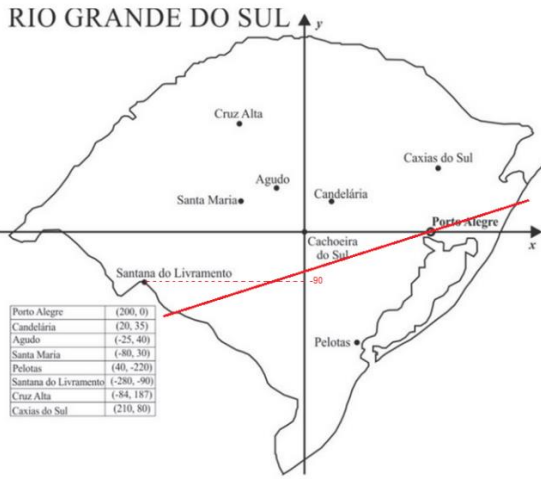 RIO GRANDE DO SUL
y
Cruz Alta
Caxias do Sul
Agudo
Santa Maria
Candelária
Porto Alegre
Cachoeira
do Sul
x
Santana do Livramento
-90
Pelotas
Porto Alegre (200, 0)
Candelária (20, 35)
Agudo (-25, 40)
Santa Maria (-80, 30)
Pelotas (40, -220)
Santana do Livramento (-280, -90)
Cruz Alta (-84, 187)
Caxias do Sul (210, 80)